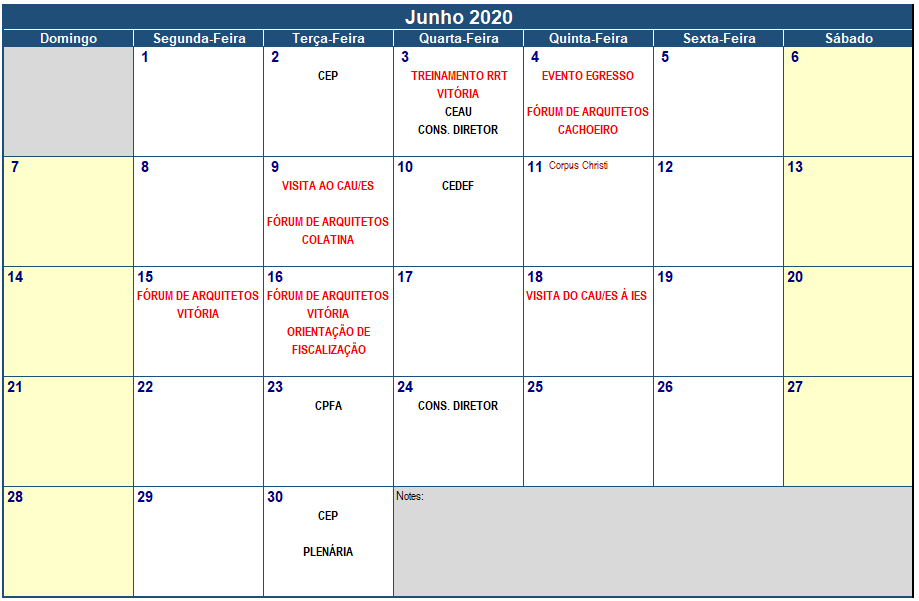 Junho 2020
Domingo Segunda-Feira Terça-Feira Quarta-Feira Quinta-Feira Sexta-Feira Sábado
1
2
CEP
3
TREINAMENTO RRT
VITÓRIA
CEAU
CONS. DIRETOR
4
EVENTO EGRESSO
FÓRUM DE ARQUITETOS
CACHOEIRO
5
6
7
8
9
VISITA AO CAU/ES
FÓRUM DE ARQUITETOS
COLATINA
10
CEDEF
11 Corpus Christi
12
13
14
15
FÓRUM DE ARQUITETOS
VITÓRIA
16
FÓRUM DE ARQUITETOS
VITÓRIA
ORIENTAÇÃO DE
FISCALIZAÇÃO
17
18
VISITA DO CAU/ES À IES
19
20
21
22
23
CPFA
24
CONS. DIRETOR
25
26
27
28
29
30
CEP
PLENÁRIA
Notes: